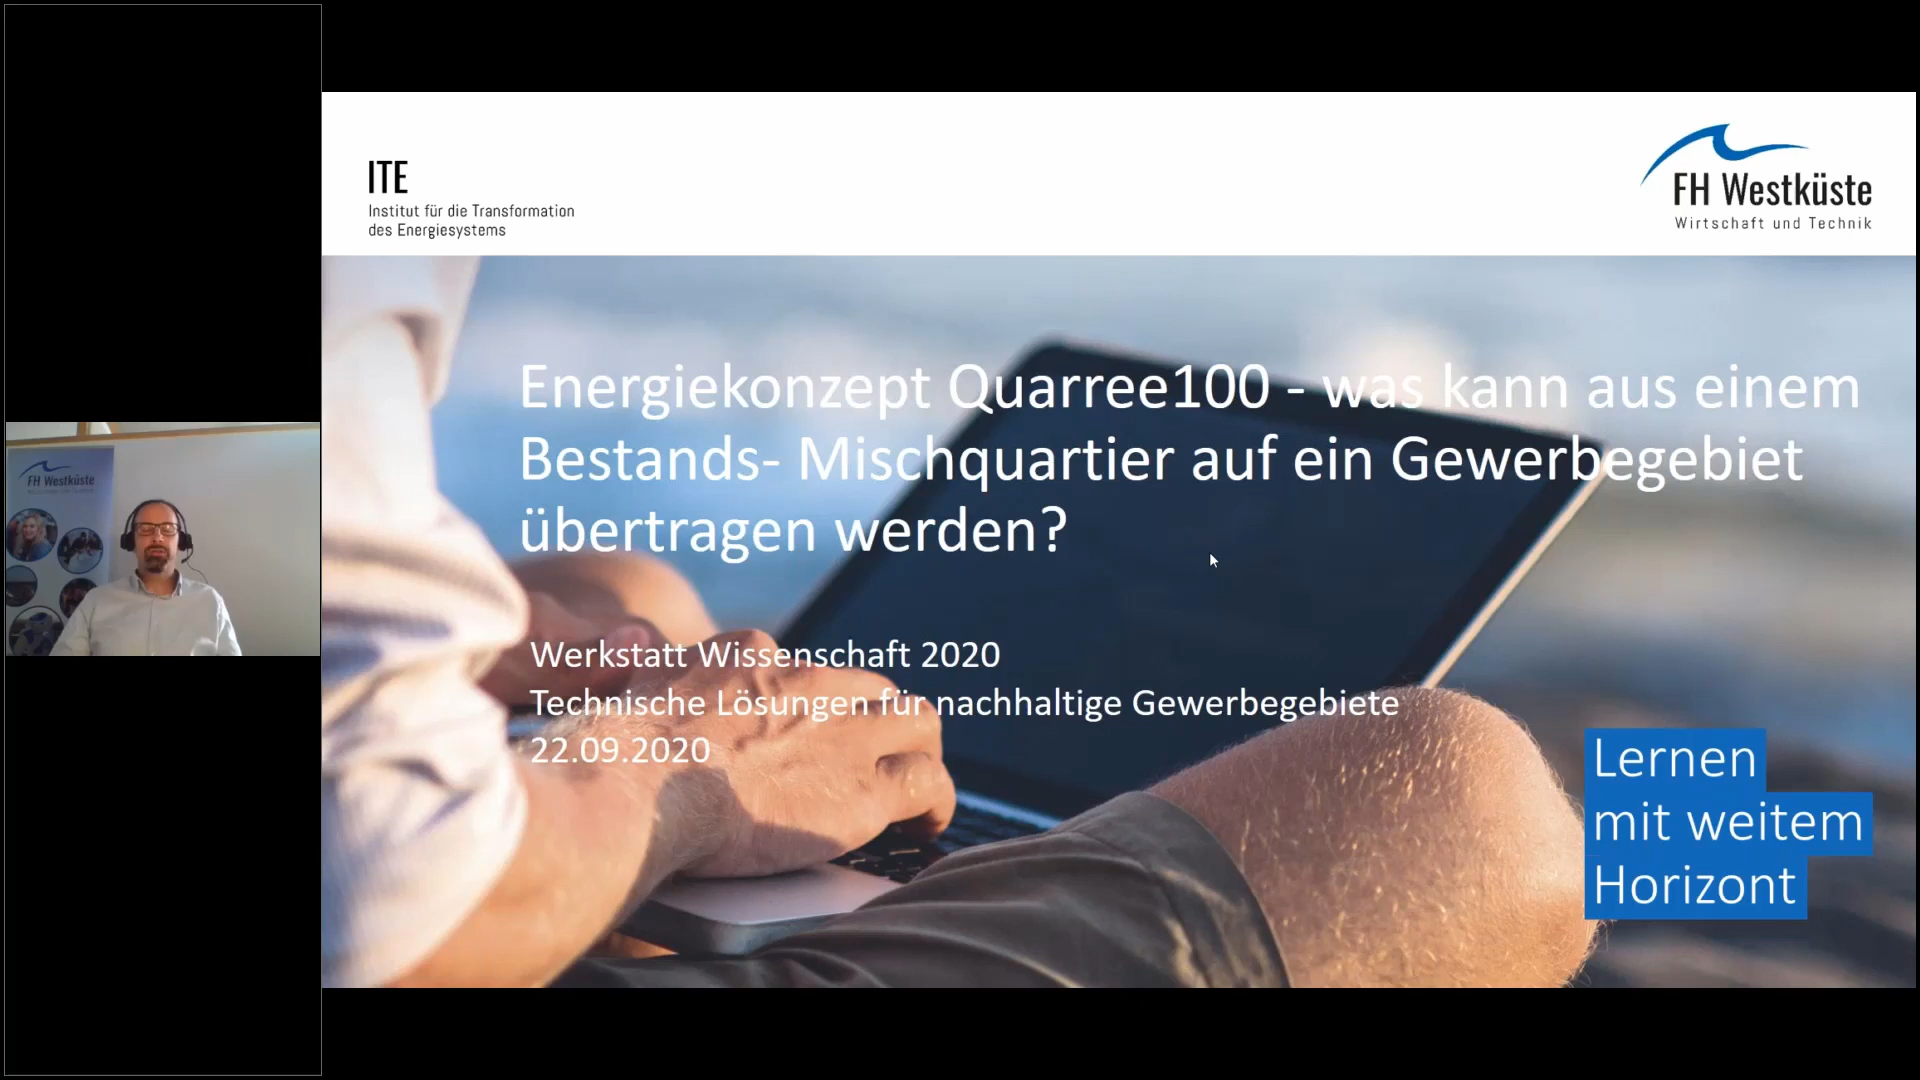 ITE
Institut für die Transformation
des Energiesystems
FH Westküste
Wirtschaft und Technik
Energiekonzept Quarree100 - was kann aus einem
Bestands- Mischquartier auf ein Gewerbegebiet
übertragen werden?
Werkstatt Wissenschaft 2020
Technische Lösungen für nachhaltige Gewerbegebiete
22.09.2020
Lernen
mit weitem
Horizont
FH Westküste